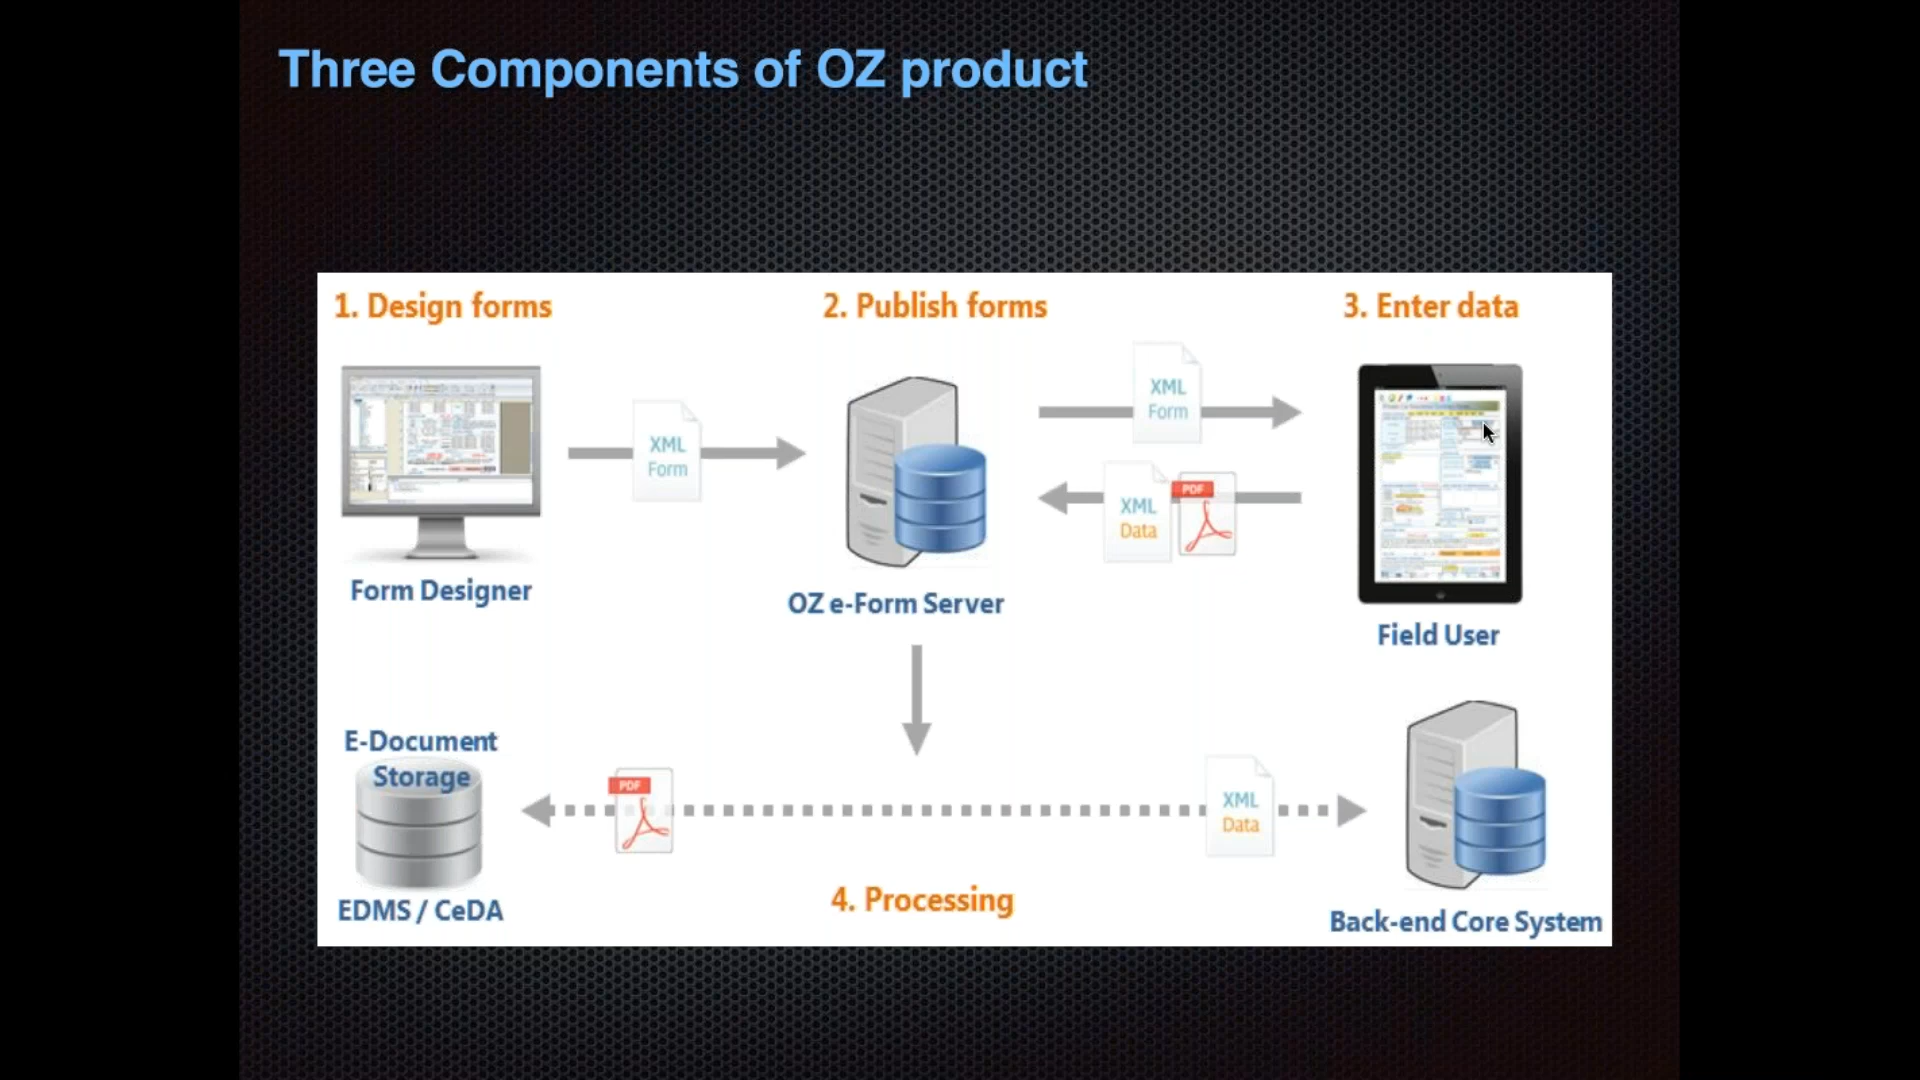 Three Components of OZ product
1. Design forms
2. Publish forms
3. Enter data
XML
Form
XML
Form
XML
Data
PDF
Form Designer
OZ e-Form Server
Field User
E-Document
Storage
PDF
XML
Data
EDMS / CeDA
4. Processing
Back-end Core System